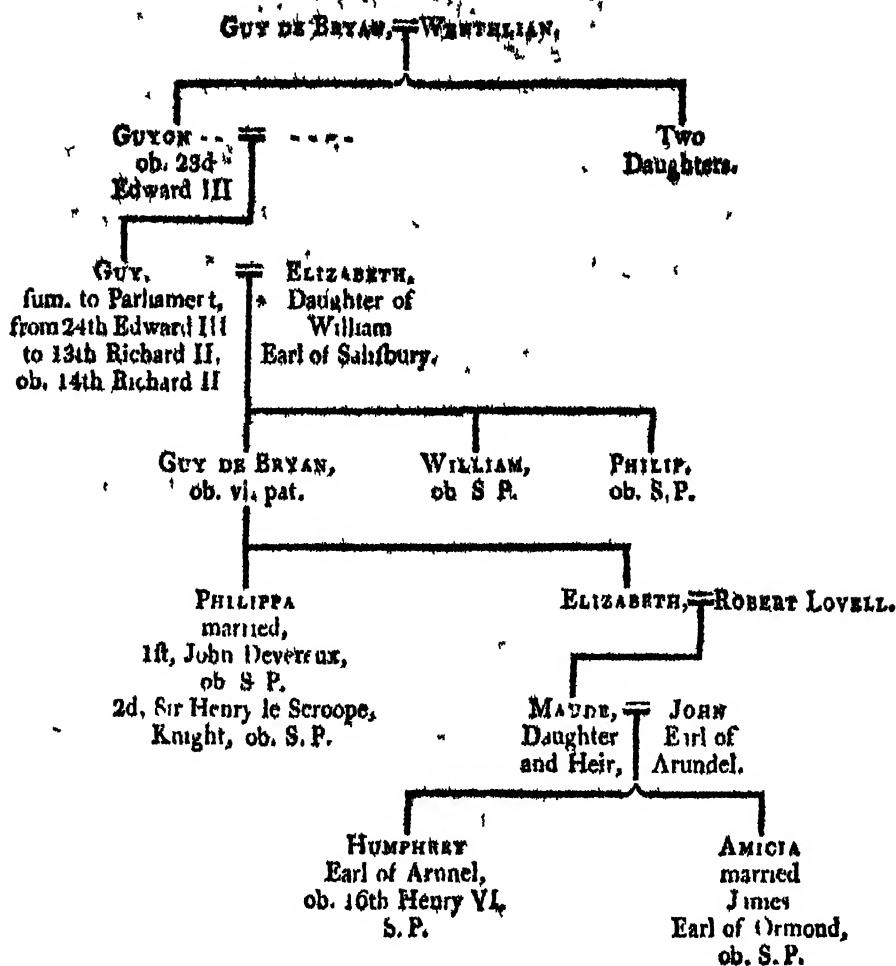 GUY DE BRYAN, = WENTHLIAN,
GUYON - - = - - - -
ob. 23d
Edward III
Two
Daughters.
GUY,
sum. to Parliament,
from 24th Edward III
to 13th Richard II.
ob. 14th Richard II
= ELIZABETH,
Daughter of
William
Earl of Salisbury.
GUY DE BRYAN,
ob. vi. pat.
WILLIAM,
ob S P.
PHILIP.
ob. S. P.
PHILIPPA
married,
1st, John Devereux,
ob S P.
2d, Sir Henry le Scroope,
Knight, ob. S. P.
ELIZABETH, = ROBERT LOVELL.
MAUDE,
Daughter
and Heir,
= JOHN
Earl of
Arundel.
HUMPHREY
Earl of Arunnel,
ob. 16th Henry VI.
S. P.
AMICIA
married
James
Earl of Ormond,
ob. S. P.